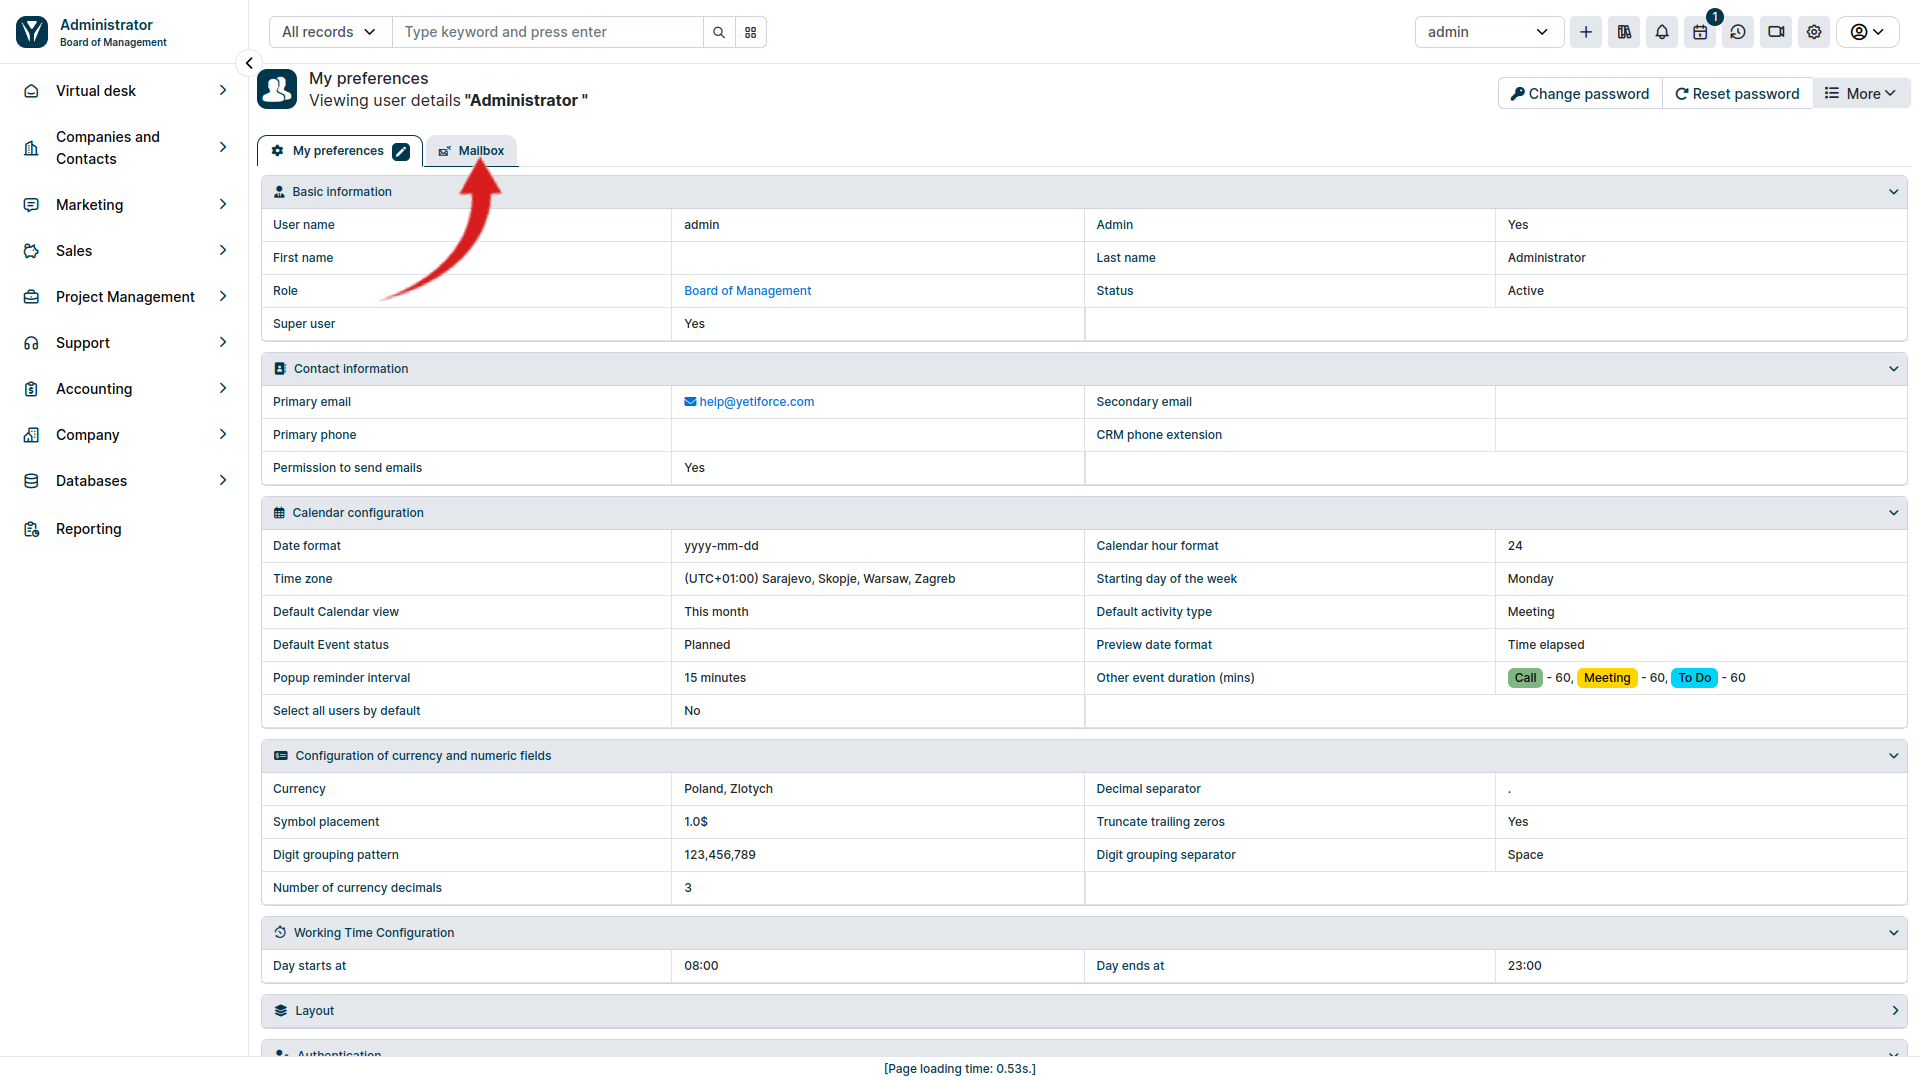 Administrator
Board of Management
All records
Type keyword and press enter
admin
1
My preferences
Viewing user details "Administrator "
Change password
Reset password
More
Virtual desk
Companies and
Contacts
Marketing
Sales
Project Management
Support
Accounting
Company
Databases
Reporting
My preferences
Mailbox
Basic information
User name admin Admin Yes
First name Last name Administrator
Role Board of Management Status Active
Super user Yes
Contact information
Primary email help@yetiforce.com Secondary email
Primary phone CRM phone extension
Permission to send emails Yes
Calendar configuration
Date format yyyy-mm-dd Calendar hour format 24
Time zone (UTC+01:00) Sarajevo, Skopje, Warsaw, Zagreb Starting day of the week Monday
Default Calendar view This month Default activity type Meeting
Default Event status Planned Preview date format Time elapsed
Popup reminder interval 15 minutes Other event duration (mins) Call - 60, Meeting - 60, To Do - 60
Select all users by default No
Configuration of currency and numeric fields
Currency Poland, Zlotych Decimal separator .
Symbol placement 1.0$ Truncate trailing zeros Yes
Digit grouping pattern 123,456,789 Digit grouping separator Space
Number of currency decimals 3
Working Time Configuration
Day starts at 08:00 Day ends at 23:00
Layout
Authentication
[Page loading time: 0.53s.]